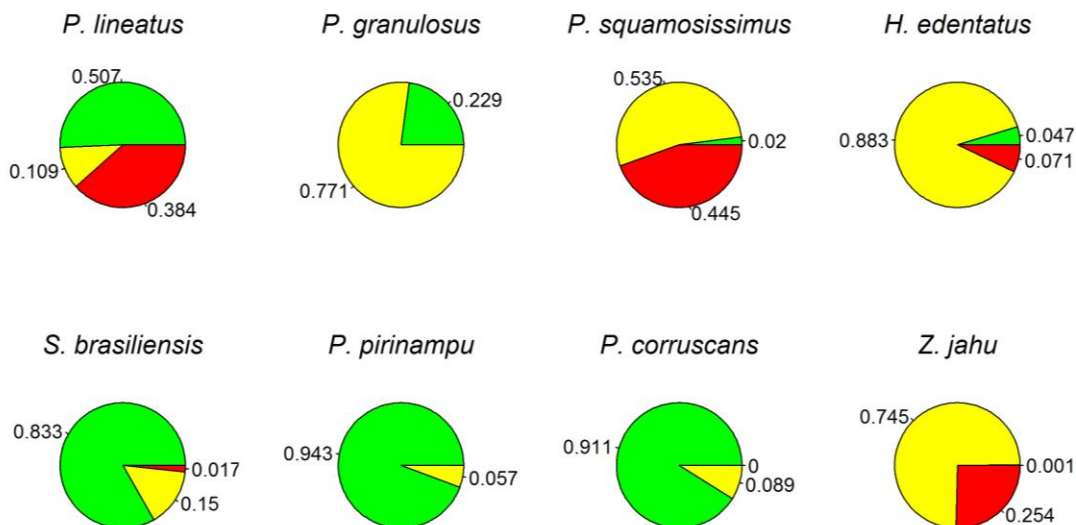 P. lineatus P. granulosus P. squamosissimus H. edentatus
0.507 0.109 0.384
0.229 0.771
0.535 0.02 0.445
0.883 0.047 0.071
S. brasiliensis P. pirinampu P. corruscans Z. jahu
0.833 0.017 0.15
0.943 0.057
0.911 0 0.089
0.745 0.001 0.254